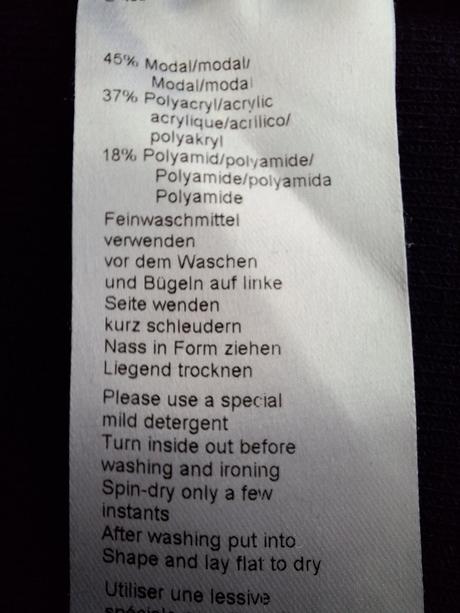 45% Modal/modal/
Modal/modal
37% Polyacryl/acrylic
acrylique/acrilico/
polyakryl
18% Polyamid/polyamide/
Polyamide/polyamida
Polyamide
Feinwaschmittel
verwenden
vor dem Waschen
und Bügeln auf linke
Seite wenden
kurz schleudern
Nass in Form ziehen
Liegend trocknen
Please use a special
mild detergent
Turn inside out before
washing and ironing
Spin-dry only a few
instants
After washing put into
Shape and lay flat to dry
Utiliser une lessive